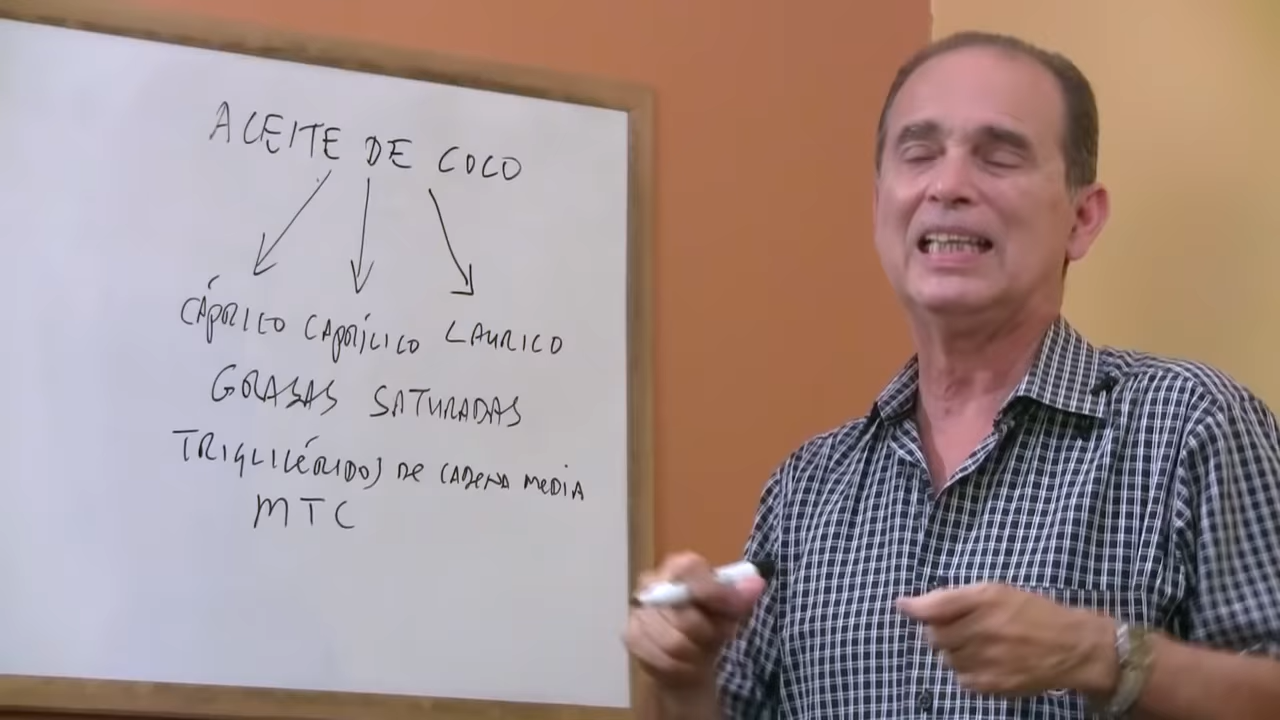 ACEITE DE COCO
CÁPRICO CAPRÍLICO LAURICO
GRASAS SATURADAS
TRIGLICÉRIDOS DE CADENA MEDIA
MTC